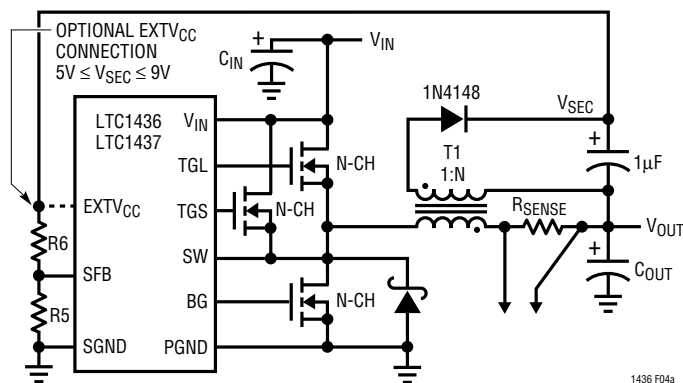 OPTIONAL EXTVCC
CONNECTION
5V ≤ VSEC ≤ 9V
CIN
+
VIN
1N4148
VSEC
LTC1436
LTC1437
VIN
TGL
N-CH
T1
1:N
+
1µF
EXTVCC
TGS
N-CH
RSENSE
VOUT
R6
SW
+
COUT
SFB
BG
N-CH
R5
SGND
PGND
1436 F04a